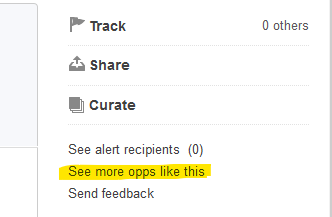 Track 0 others
Share
Curate
See alert recipients (0)
See more opps like this
Send feedback